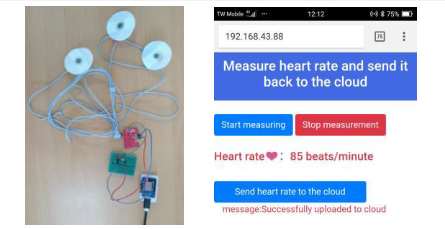 TW Mobile
12:12
75%
192.168.43.88
75
Measure heart rate and send it
back to the cloud
Start measuring
Stop measurement
Heart rate: 85 beats/minute
Send heart rate to the cloud
message:Successfully uploaded to cloud